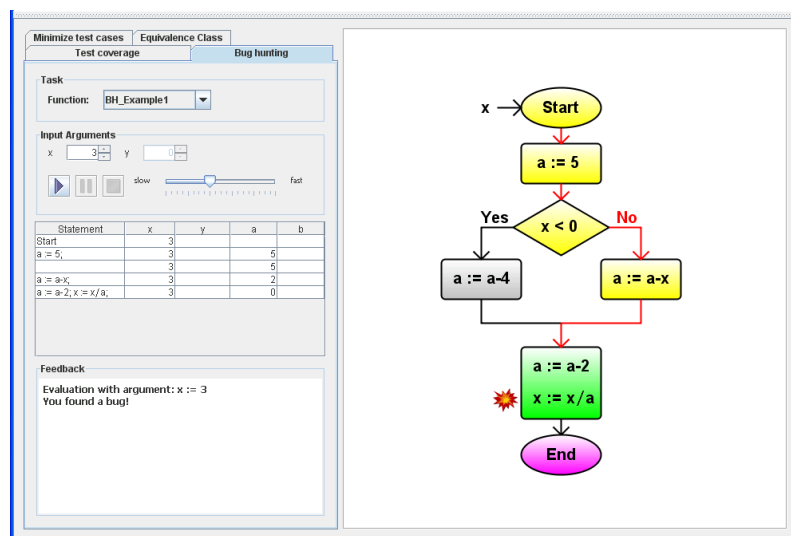 Minimize test cases Equivalence Class
Test coverage Bug hunting
Task
Function: BH_Example1
Input Arguments
x 3 y 0
slow fast
Statement x y a b
Start 3
a := 5; 3 5
3 5
a := a-x; 3 2
a := a-2; x := x/a; 3 0
Feedback
Evaluation with argument: x := 3
You found a bug!
x Start
a := 5
Yes x < 0 No
a := a-4 a := a-x
a := a-2
x := x/a
End